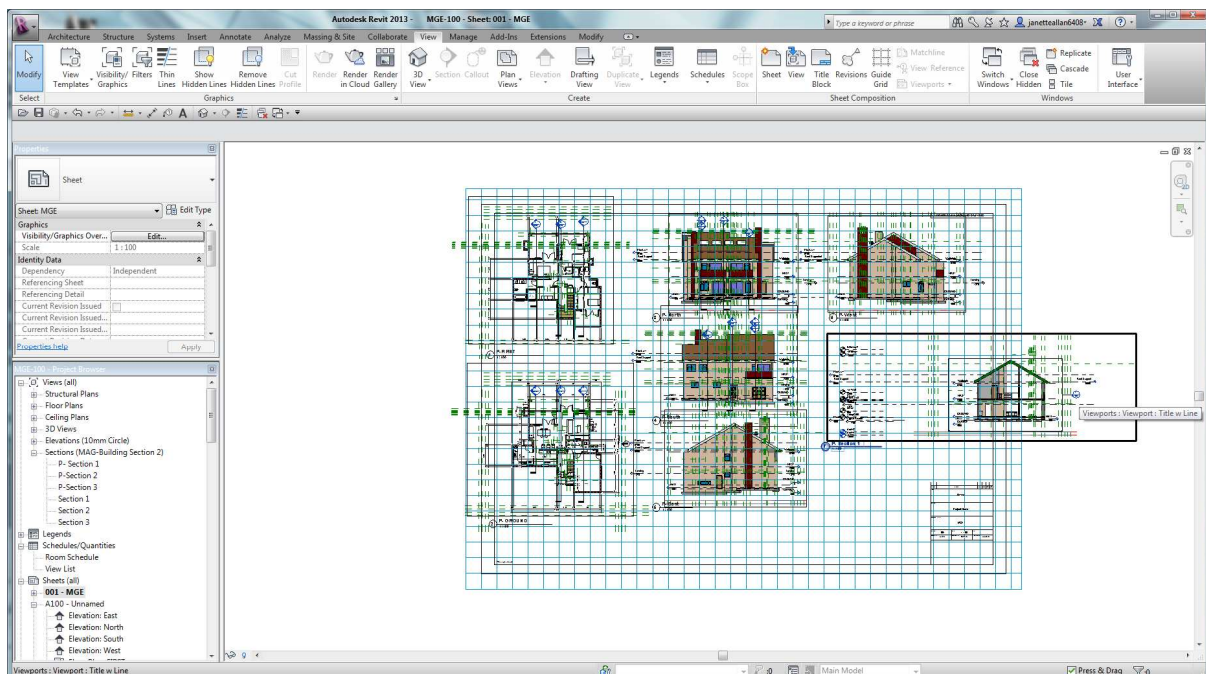 Autodesk Revit 2013 - MGE-100 - Sheet: 001 - MGE
Type a keyword or phrase
janetteallan6408
Architecture Structure Systems Insert Annotate Analyze Massing & Site Collaborate View Manage Add-Ins Extensions Modify
Modify
View Templates
Visibility/ Graphics
Filters
Thin Lines
Show Hidden Lines
Remove Hidden Lines
Cut Profile
Render
Render in Cloud
Render Gallery
3D View
Section
Callout
Plan Views
Elevation
Drafting View
Duplicate View
Legends
Schedules
Scope Box
Sheet
View
Title Block
Revisions
Guide Grid
Matchline
View Reference
Viewports
Switch Windows
Close Hidden
Replicate
Cascade
Tile
User Interface
Select Graphics Create Sheet Composition Windows
Properties
Sheet
Sheet: MGE
Edit Type
Graphics
Visibility/Graphics Over... Edit...
Scale 1 : 100
Identity Data
Dependency Independent
Referencing Sheet
Referencing Detail
Current Revision Issued
Current Revision Issued...
Current Revision Issued...
Properties help Apply
MGE-100 - Project Browser
Views (all)
Structural Plans
Floor Plans
Ceiling Plans
3D Views
Elevations (10mm Circle)
Sections (MAG-Building Section 2)
P- Section 1
P-Section 2
P-Section 3
Section 1
Section 2
Section 3
Legends
Schedules/Quantities
Room Schedule
View List
Sheets (all)
001 - MGE
A100 - Unnamed
Elevation: East
Elevation: North
Elevation: South
Elevation: West
P- FIRST
P- GROUND
P- North
P- South
P- East
P- West
P- Section 1
Viewports : Viewport : Title w Line
Viewports : Viewport : Title w Line
:0
Main Model
Press & Drag
:0